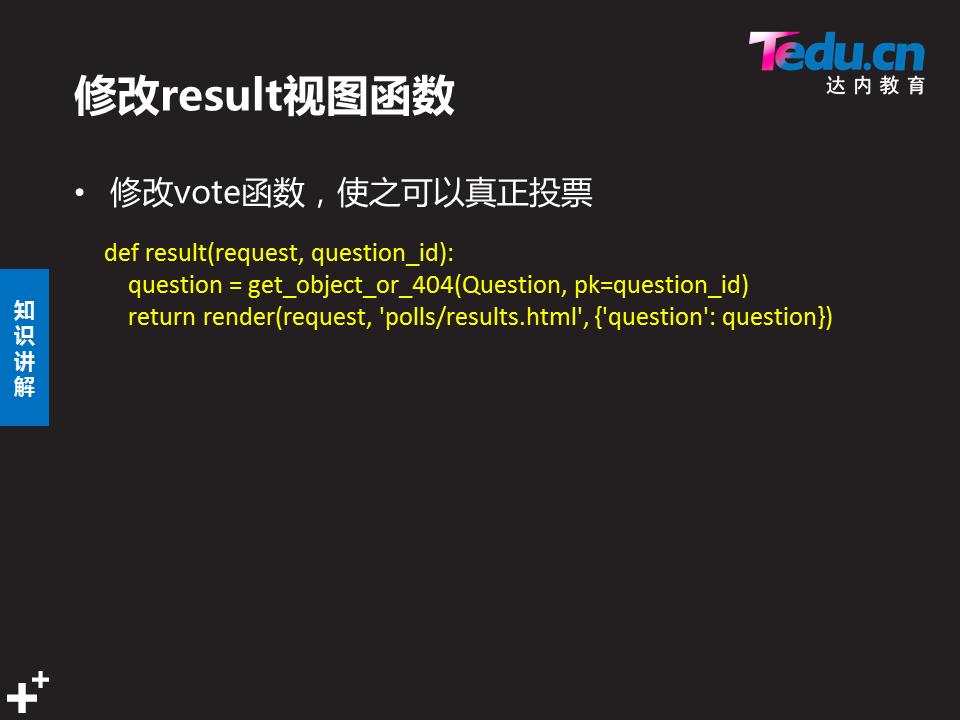 Tedu.cn
达内教育
修改result视图函数
• 修改vote函数，使之可以真正投票
def result(request, question_id):
question = get_object_or_404(Question, pk=question_id)
return render(request, 'polls/results.html', {'question': question})
知
识
讲
解